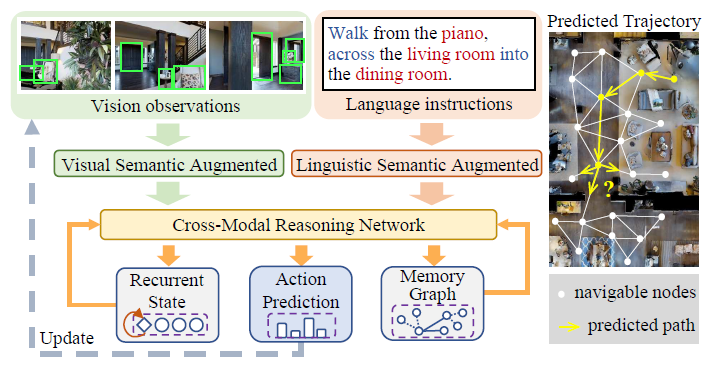 Vision observations
Walk from the piano,
across the living room into
the dining room.
Language instructions
Visual Semantic Augmented
Linguistic Semantic Augmented
Cross-Modal Reasoning Network
Recurrent
State
Action
Prediction
Memory
Graph
Update
Predicted Trajectory
?
navigable nodes
predicted path